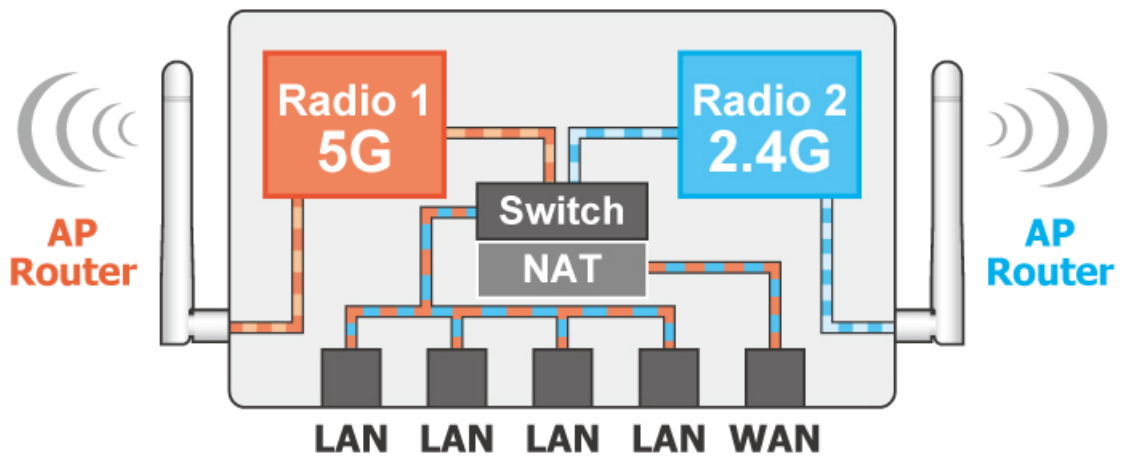 Radio 1
5G
Radio 2
2.4G
Switch
NAT
AP
Router
AP
Router
LAN LAN LAN LAN WAN